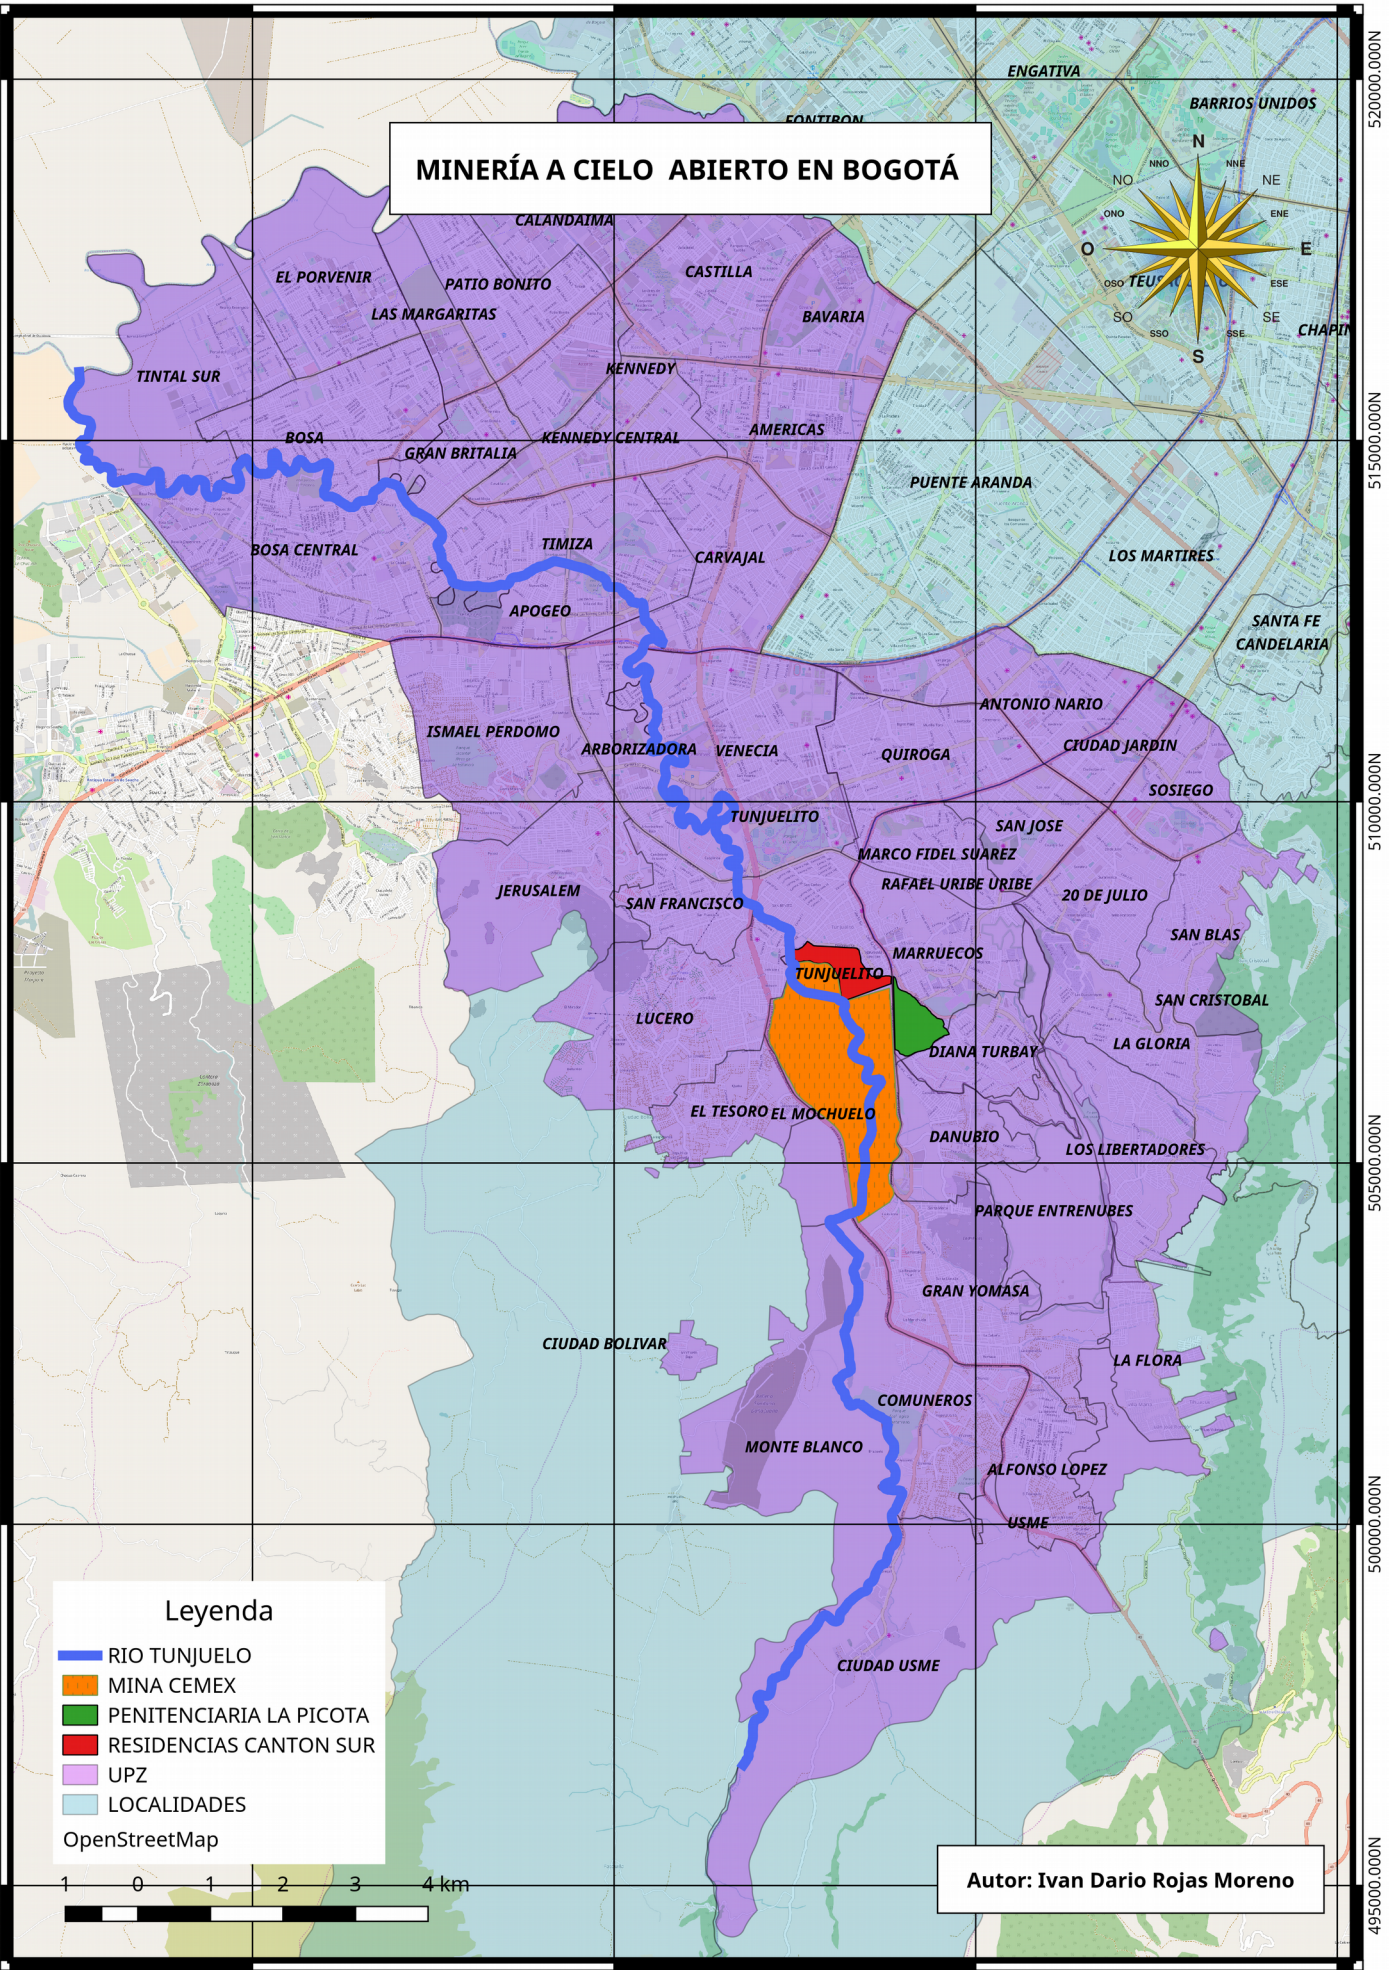 ENGATIVA
BARRIOS UNIDOS
FONTIBON
MINERÍA A CIELO  ABIERTO EN BOGOTÁ
N
NNO
NNE
NO
NE
ONO
ENE
O
E
OSO
ESE
SO
SE
SSO
SSE
S
CHAPIN
CALANDAIMA
EL PORVENIR
PATIO BONITO
CASTILLA
LAS MARGARITAS
BAVARIA
TINTAL SUR
KENNEDY
BOSA
GRAN BRITALIA
KENNEDY CENTRAL
AMERICAS
PUENTE ARANDA
BOSA CENTRAL
TIMIZA
CARVAJAL
LOS MARTIRES
APOGEO
SANTA FE
CANDELARIA
ISMAEL PERDOMO
ARBORIZADORA
VENECIA
QUIROGA
ANTONIO NARIO
CIUDAD JARDIN
SOSIEGO
TUNJUELITO
SAN JOSE
MARCO FIDEL SUAREZ
RAFAEL URIBE URIBE
20 DE JULIO
JERUSALEM
SAN FRANCISCO
SAN BLAS
MARRUECOS
TUNJUELITO
SAN CRISTOBAL
LUCERO
DIANA TURBAY
LA GLORIA
EL TESORO
EL MOCHUELO
DANUBIO
LOS LIBERTADORES
PARQUE ENTRENUBES
GRAN YOMASA
CIUDAD BOLIVAR
LA FLORA
COMUNEROS
MONTE BLANCO
ALFONSO LOPEZ
USME
CIUDAD USME
520000.000N
515000.000N
510000.000N
505000.000N
500000.000N
495000.000N
Leyenda
RIO TUNJUELO
MINA CEMEX
PENITENCIARIA LA PICOTA
RESIDENCIAS CANTON SUR
UPZ
LOCALIDADES
OpenStreetMap
1 0 1 2 3 4 km
Autor: Ivan Dario Rojas Moreno